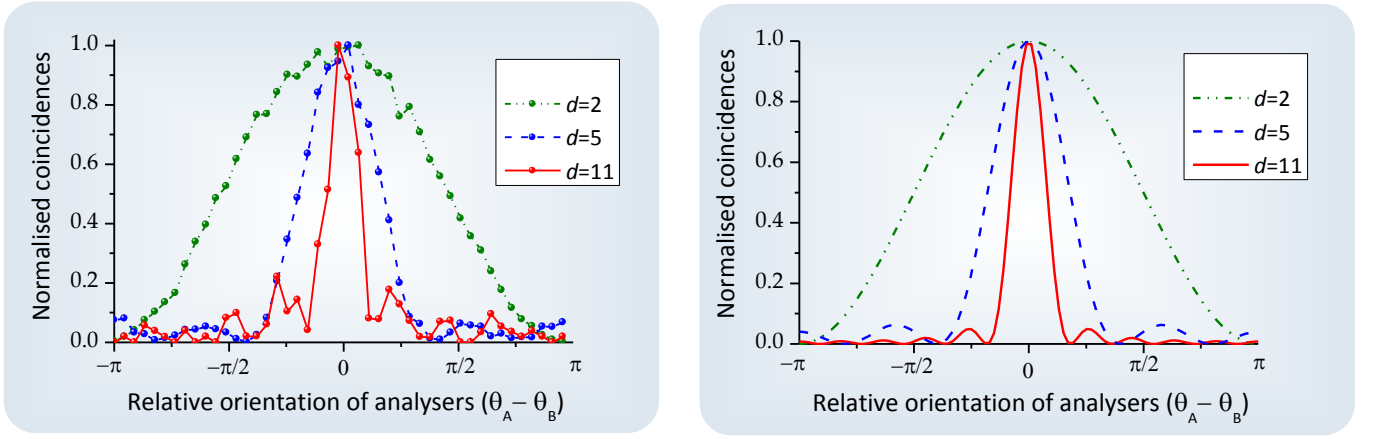 Normalised coincidences
1.0
0.8
0.6
0.4
0.2
0.0
−π
−π/2
0
π/2
π
Relative orientation of analysers (θA − θB)
d=2
d=5
d=11
Normalised coincidences
1.0
0.8
0.6
0.4
0.2
0.0
−π
−π/2
0
π/2
π
Relative orientation of analysers (θA − θB)
d=2
d=5
d=11